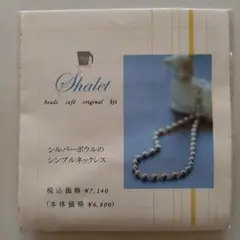 Shalet
beads café original kit
シルバーボウルの
シンプルネックレス
税込価格 ¥7,140
(本体価格 ¥6,800)